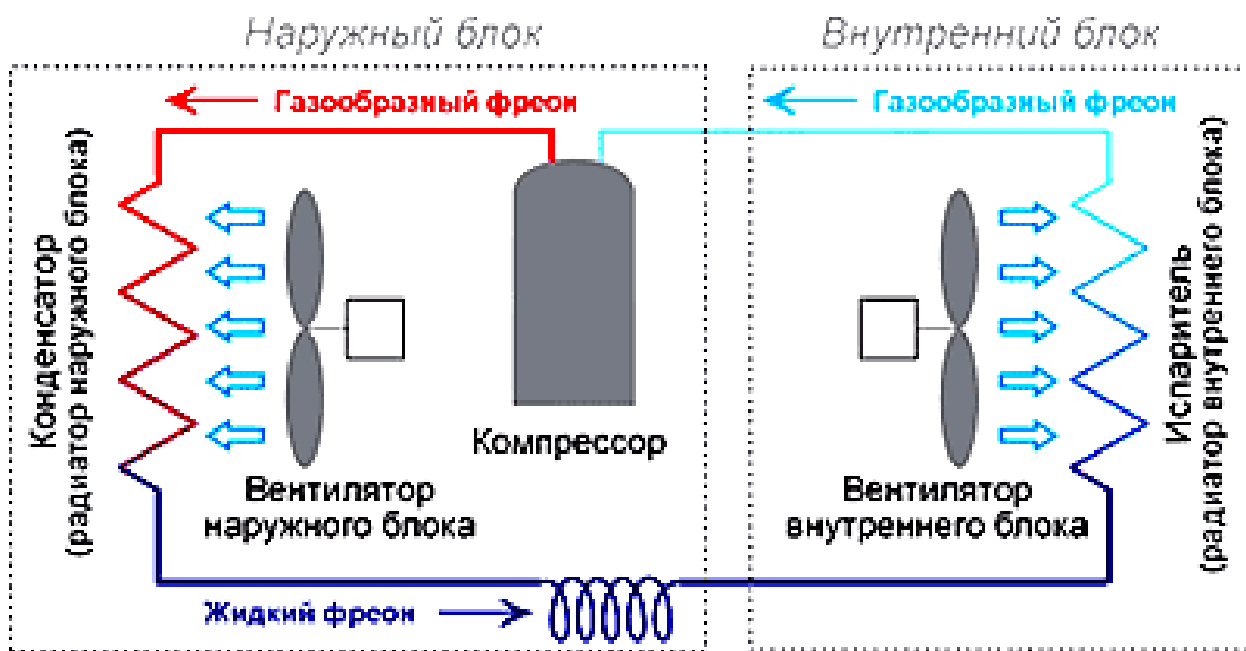 Наружный блок
Внутренний блок
Газообразный фреон
Газообразный фреон
Конденсатор
(радиатор наружного блока)
Компрессор
Вентилятор
наружного блока
Вентилятор
внутреннего блока
Испаритель
(радиатор внутреннего блока)
Жидкий фреон